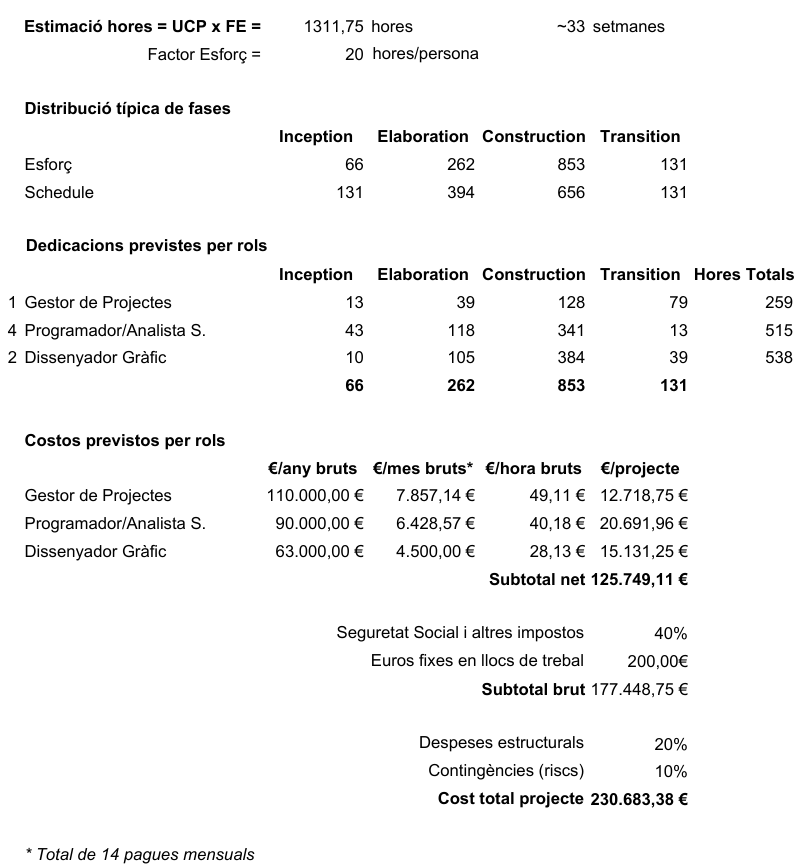 Estimació hores = UCP x FE = 1311,75 hores ~33 setmanes
Factor Esforç = 20 hores/persona
Distribució típica de fases
Inception Elaboration Construction Transition
Esforç 66 262 853 131
Schedule 131 394 656 131
Dedicacions previstes per rols
Inception Elaboration Construction Transition Hores Totals
1 Gestor de Projectes 13 39 128 79 259
4 Programador/Analista S. 43 118 341 13 515
2 Dissenyador Gràfic 10 105 384 39 538
66 262 853 131
Costos previstos per rols
€/any bruts €/mes bruts* €/hora bruts €/projecte
Gestor de Projectes 110.000,00 € 7.857,14 € 49,11 € 12.718,75 €
Programador/Analista S. 90.000,00 € 6.428,57 € 40,18 € 20.691,96 €
Dissenyador Gràfic 63.000,00 € 4.500,00 € 28,13 € 15.131,25 €
Subtotal net 125.749,11 €
Seguretat Social i altres impostos 40%
Euros fixes en llocs de trebal 200,00€
Subtotal brut 177.448,75 €
Despeses estructurals 20%
Contingències (riscs) 10%
Cost total projecte 230.683,38 €
* Total de 14 pagues mensuals